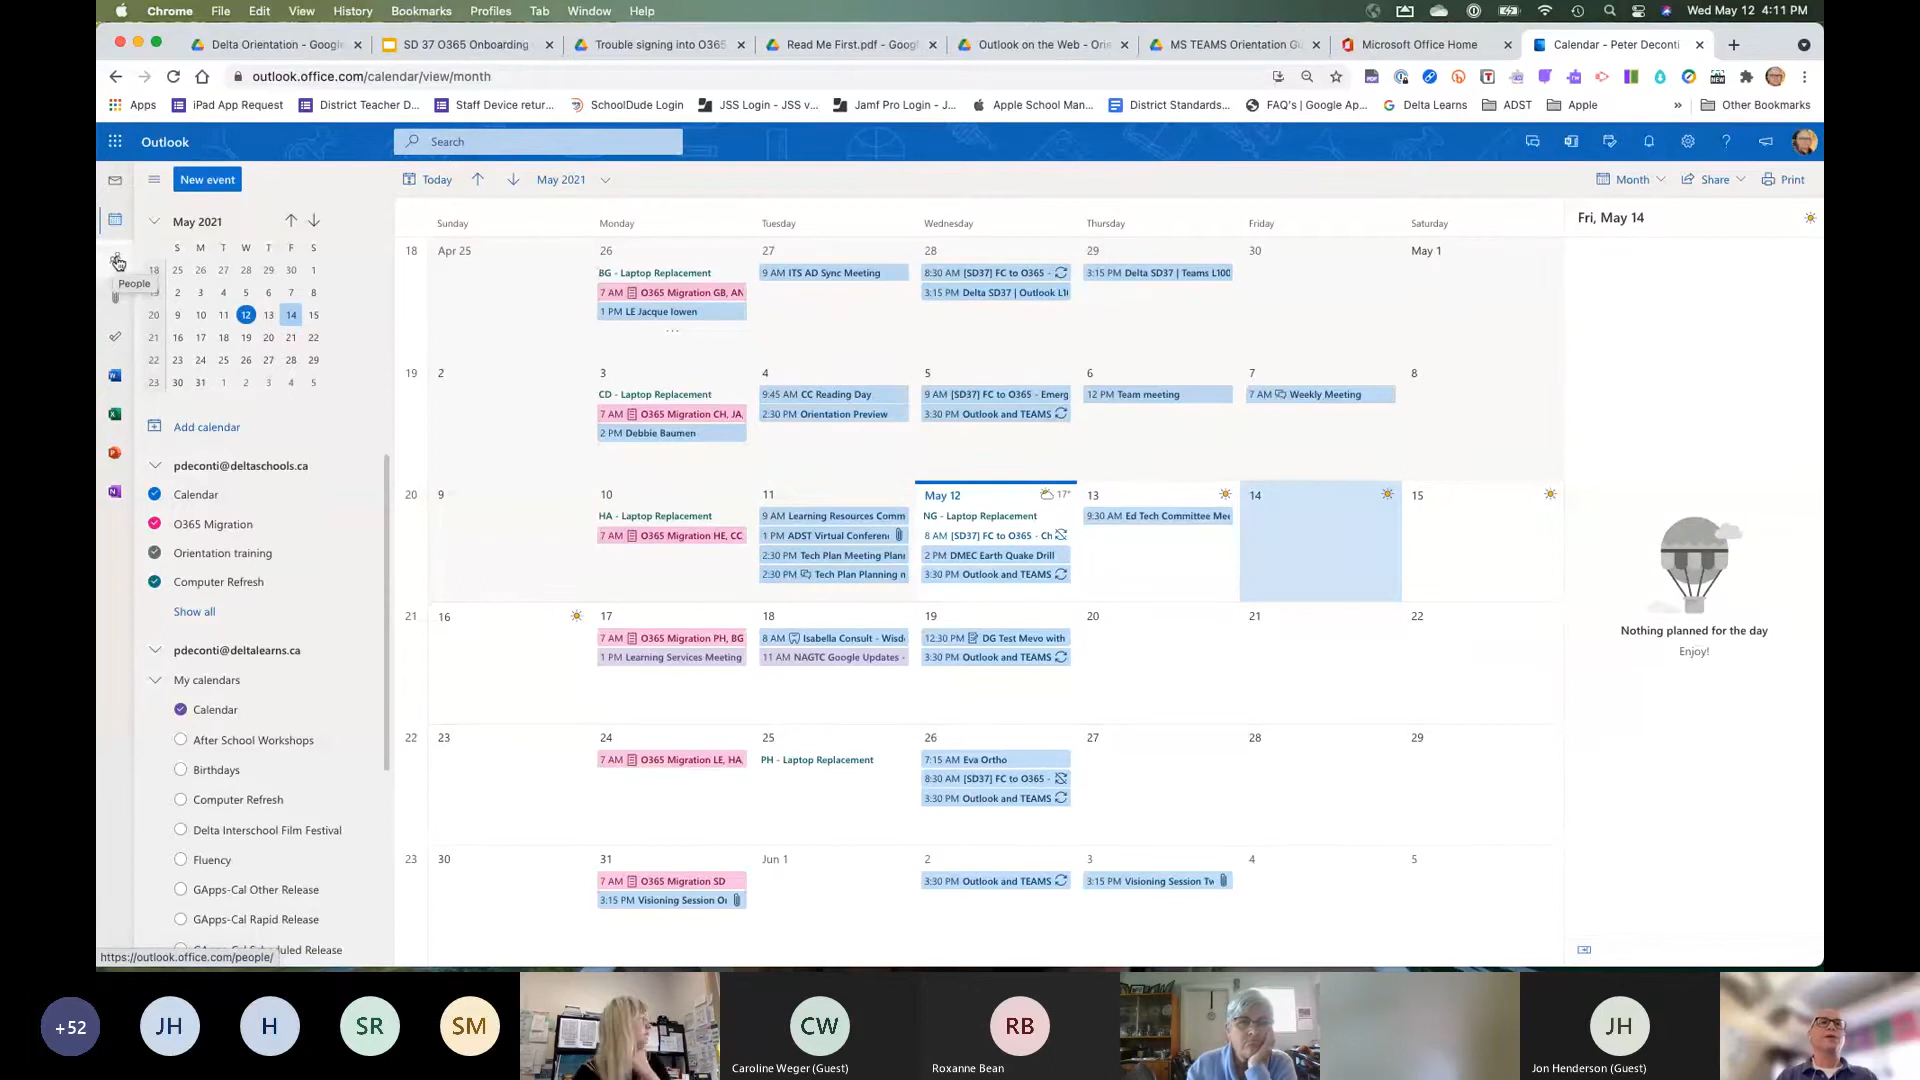 Chrome File Edit View History Bookmarks Profiles Tab Window Help Wed May 12 4:11 PM
Delta Orientation - Google SD 37 O365 Onboarding Trouble signing into O365 Read Me First.pdf - Goog Outlook on the Web - Ori MS TEAMS Orientation Gu Microsoft Office Home Calendar - Peter Deconti
outlook.office.com/calendar/view/month
Apps iPad App Request District Teacher D... Staff Device retur... SchoolDude Login JSS Login - JSS v... Jamf Pro Login - J... Apple School Man... District Standards... FAQ's | Google Ap... Delta Learns ADST Apple » Other Bookmarks
Outlook Search
New event Today May 2021 Month Share Print
May 2021
S M T W T F S
18 25 26 27 28 29 30 1
People
2 3 4 5 6 7 8
20 9 10 11 12 13 14 15
21 16 17 18 19 20 21 22
22 23 24 25 26 27 28 29
23 30 31 1 2 3 4 5
Add calendar
pdeconti@deltaschools.ca
Calendar
O365 Migration
Orientation training
Computer Refresh
Show all
pdeconti@deltalearns.ca
My calendars
Calendar
After School Workshops
Birthdays
Computer Refresh
Delta Interschool Film Festival
Fluency
GApps-Cal Other Release
GApps-Cal Rapid Release
https://outlook.office.com/people/
Sunday Monday Tuesday Wednesday Thursday Friday Saturday
18 Apr 25 26 27 28 29 30 May 1
BG - Laptop Replacement 9 AM ITS AD Sync Meeting 8:30 AM [SD37] FC to O365 - 3:15 PM Delta SD37 | Teams L100
7 AM O365 Migration GB, AN 3:15 PM Delta SD37 | Outlook L1
1 PM LE Jacque Iowen
19 2 3 4 5 6 7 8
CD - Laptop Replacement 9:45 AM CC Reading Day 9 AM [SD37] FC to O365 - Emerg 12 PM Team meeting 7 AM Weekly Meeting
7 AM O365 Migration CH, JA, 2:30 PM Orientation Preview 3:30 PM Outlook and TEAMS
2 PM Debbie Baumen
20 9 10 11 May 12 17° 13 14 15
HA - Laptop Replacement 9 AM Learning Resources Comm NG - Laptop Replacement 9:30 AM Ed Tech Committee Mee
7 AM O365 Migration HE, CC, 1 PM ADST Virtual Conferen 8 AM [SD37] FC to O365 - Ch
2:30 PM Tech Plan Meeting Plan 2 PM DMEC Earth Quake Drill
2:30 PM Tech Plan Planning n 3:30 PM Outlook and TEAMS
21 16 17 18 19 20 21 22
7 AM O365 Migration PH, BG 8 AM Isabella Consult - Wisd 12:30 PM DG Test Mevo with
1 PM Learning Services Meeting 11 AM NAGTC Google Updates - 3:30 PM Outlook and TEAMS
22 23 24 25 26 27 28 29
7 AM O365 Migration LE, HA, PH - Laptop Replacement 7:15 AM Eva Ortho
8:30 AM [SD37] FC to O365 -
3:30 PM Outlook and TEAMS
23 30 31 Jun 1 2 3 4 5
7 AM O365 Migration SD 3:30 PM Outlook and TEAMS 3:15 PM Visioning Session Tw
3:15 PM Visioning Session O
Fri, May 14
Nothing planned for the day
Enjoy!
+52 JH H SR SM CW RB JH
Caroline Weger (Guest) Roxanne Bean Jon Henderson (Guest)